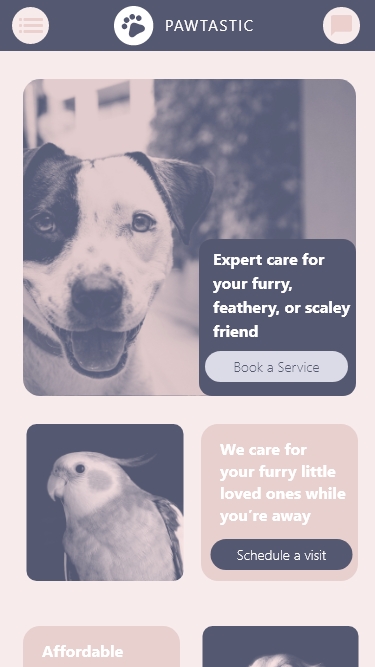 PAWTASTIC
Expert care for
your furry,
feathery, or scaley
friend
Book a Service
We care for
your furry little
loved ones while
you're away
Schedule a visit
Affordable